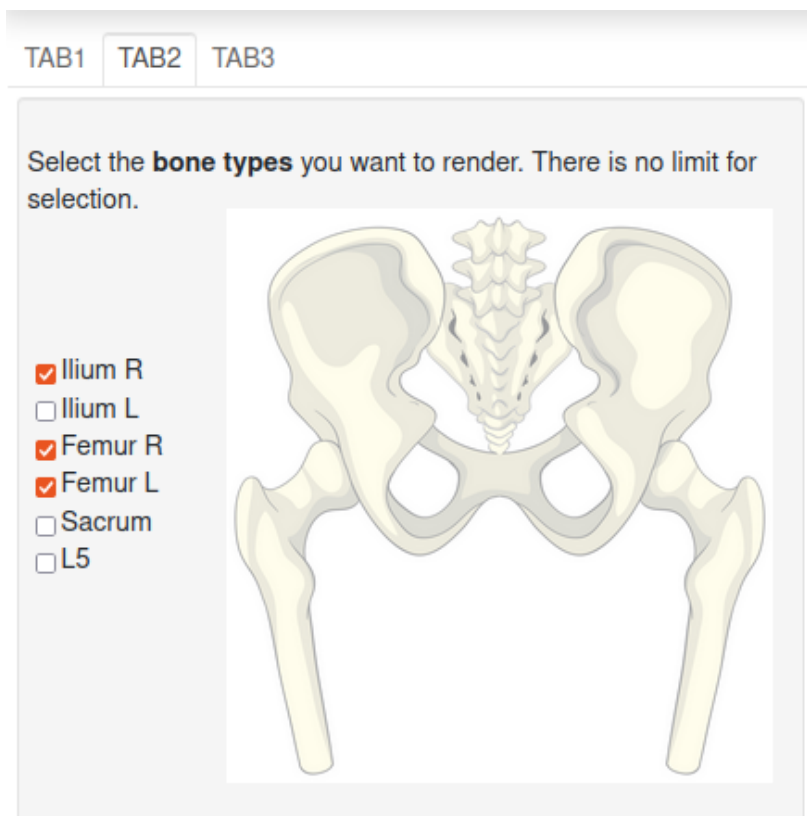 TAB1 TAB2 TAB3
Select the bone types you want to render. There is no limit for
selection.
Ilium R
Ilium L
Femur R
Femur L
Sacrum
L5